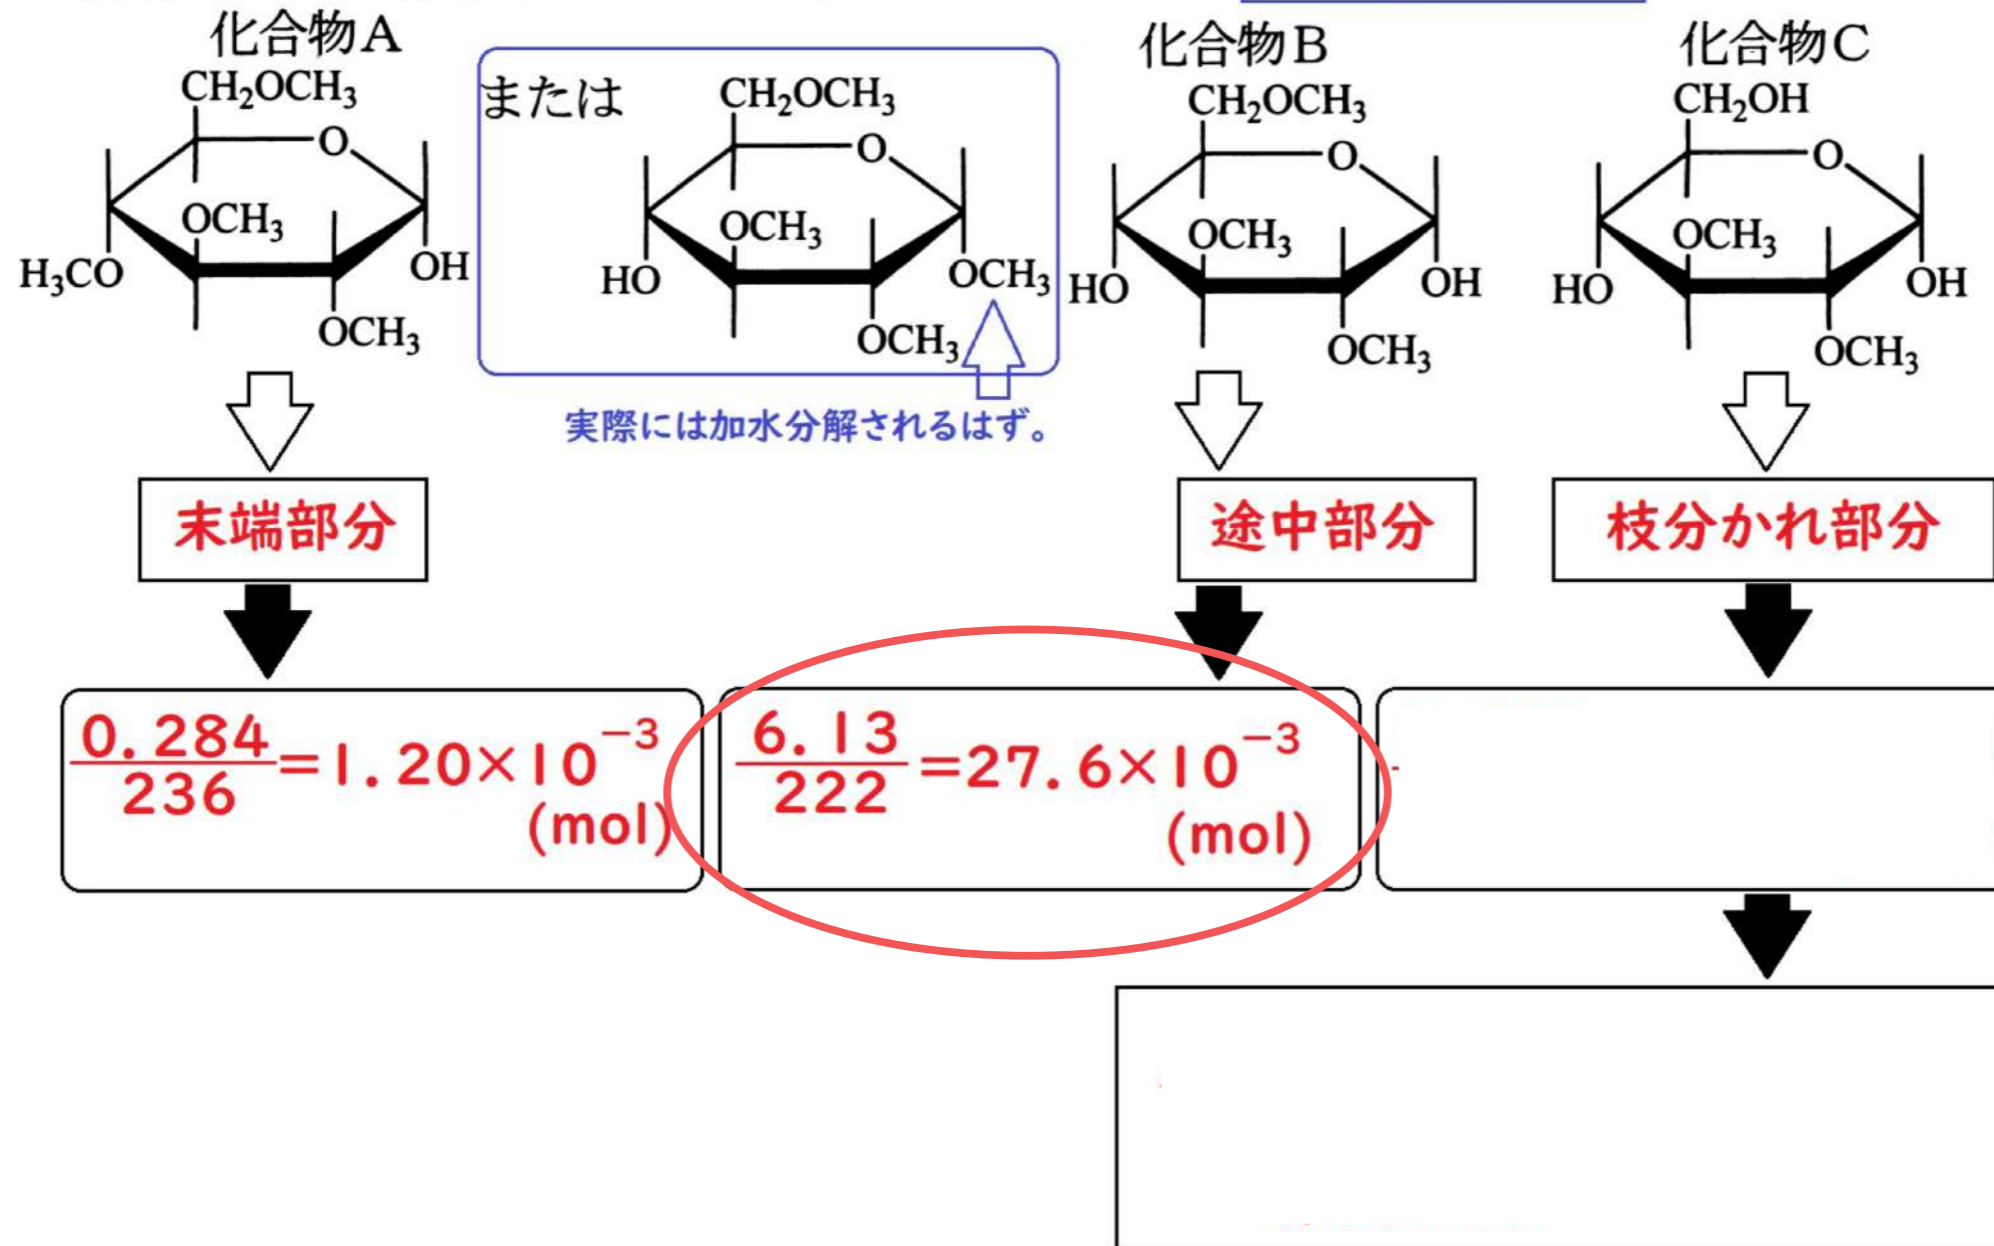 化合物A
CH₂OCH₃
O
OCH₃
H₃CO
OH
OCH₃
または
CH₂OCH₃
O
OCH₃
HO
OCH₃
OCH₃
実際には加水分解されるはず。
化合物B
CH₂OCH₃
O
OCH₃
HO
OH
OCH₃
化合物C
CH₂OH
O
OCH₃
HO
OH
OCH₃
末端部分
途中部分
枝分かれ部分
0.284/236=1.20×10⁻³
(mol)
6.13/222=27.6×10⁻³
(mol)